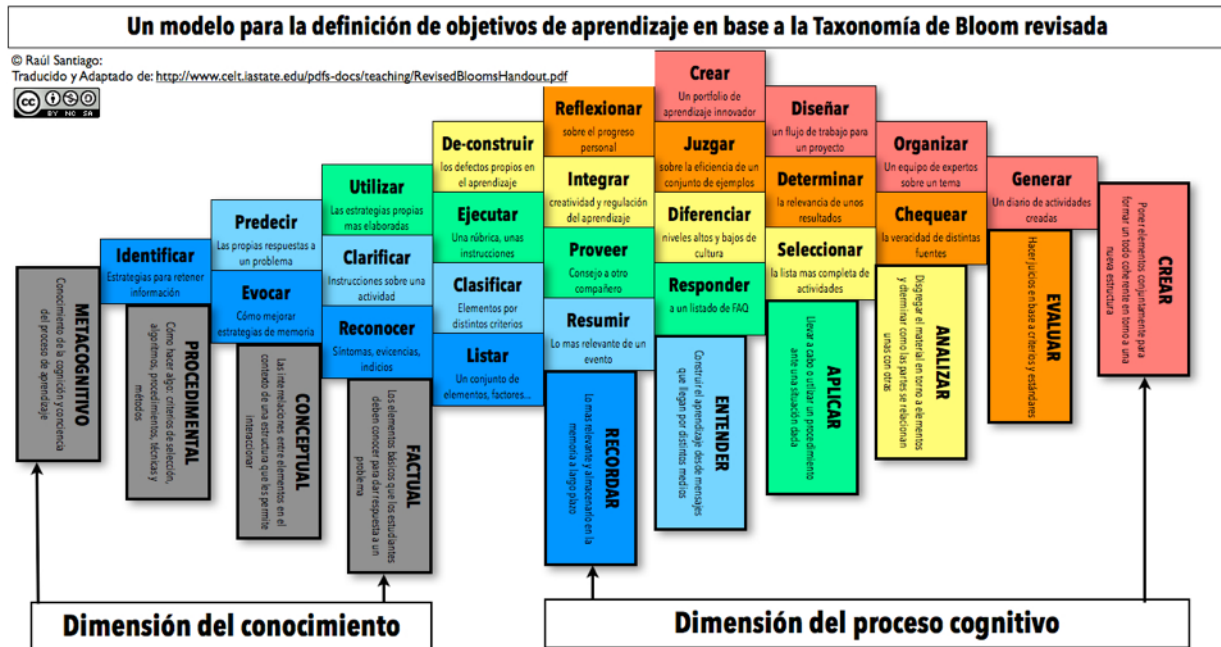 Un modelo para la definición de objetivos de aprendizaje en base a la Taxonomía de Bloom revisada
© Raúl Santiago:
Traducido y Adaptado de: http://www.celt.iastate.edu/pdfs-docs/teaching/RevisedBloomsHandout.pdf
cc
BY NC SA
Crear
Un portfolio de
aprendizaje innovador
Reflexionar
sobre el progreso
personal
Diseñar
un flujo de trabajo para
un proyecto
De-construir
los defectos propios en
el aprendizaje
Juzgar
sobre la eficiencia de un
conjunto de ejemplos
Organizar
Un equipo de expertos
sobre un tema
Utilizar
Las estrategias propias
mas elaboradas
Integrar
creatividad y regulación
del aprendizaje
Determinar
la relevancia de unos
resultados
Generar
Un diario de actividades
creadas
Predecir
Las propias respuestas a
un problema
Ejecutar
Una rúbrica, unas
instrucciones
Diferenciar
niveles altos y bajos de
cultura
Chequear
la veracidad de distintas
fuentes
Identificar
Estrategias para retener
información
Clarificar
Instrucciones sobre una
actividad
Proveer
Consejo a otro
compañero
Seleccionar
la lista mas completa de
actividades
Evocar
Cómo mejorar
estrategias de memoria
Clasificar
Elementos por
distintos criterios
Responder
a un listado de FAQ
Reconocer
Síntomas, evicencias,
indicios
Resumir
Lo mas relevante de un
evento
Listar
Un conjunto de
elementos, factores...
METACOGNITIVO
Conocimiento de la cognición y conciencia
del proceso de aprendizaje
PROCEDIMENTAL
Cómo hacer algo: criterios de selección,
algoritmos, procedimientos, técnicas y
métodos
CONCEPTUAL
Las interrelaciones entre elementos en el
contexto de una estructura que les permite
interaccionar
FACTUAL
Los elementos básicos que los estudiantes
deben conocer para dar respuesta a un
problema
RECORDAR
Lo mas relevante y almacenarlo en la
memoria a largo plazo
ENTENDER
Construir el aprendizaje desde mensajes
que llegan por distintos medios
APLICAR
Llevar a cabo o utilizar un procedimiento
ante una situación dada
ANALIZAR
Disgregar el material en torno a elementos
y dterminar como las partes se relacionan
unas con otras
EVALUAR
Hacer juicios en base a criterios y estándares
CREAR
Poner elementos conjuntamente para
formar un todo coherente en torno a una
nueva estructura
Dimensión del conocimiento
Dimensión del proceso cognitivo